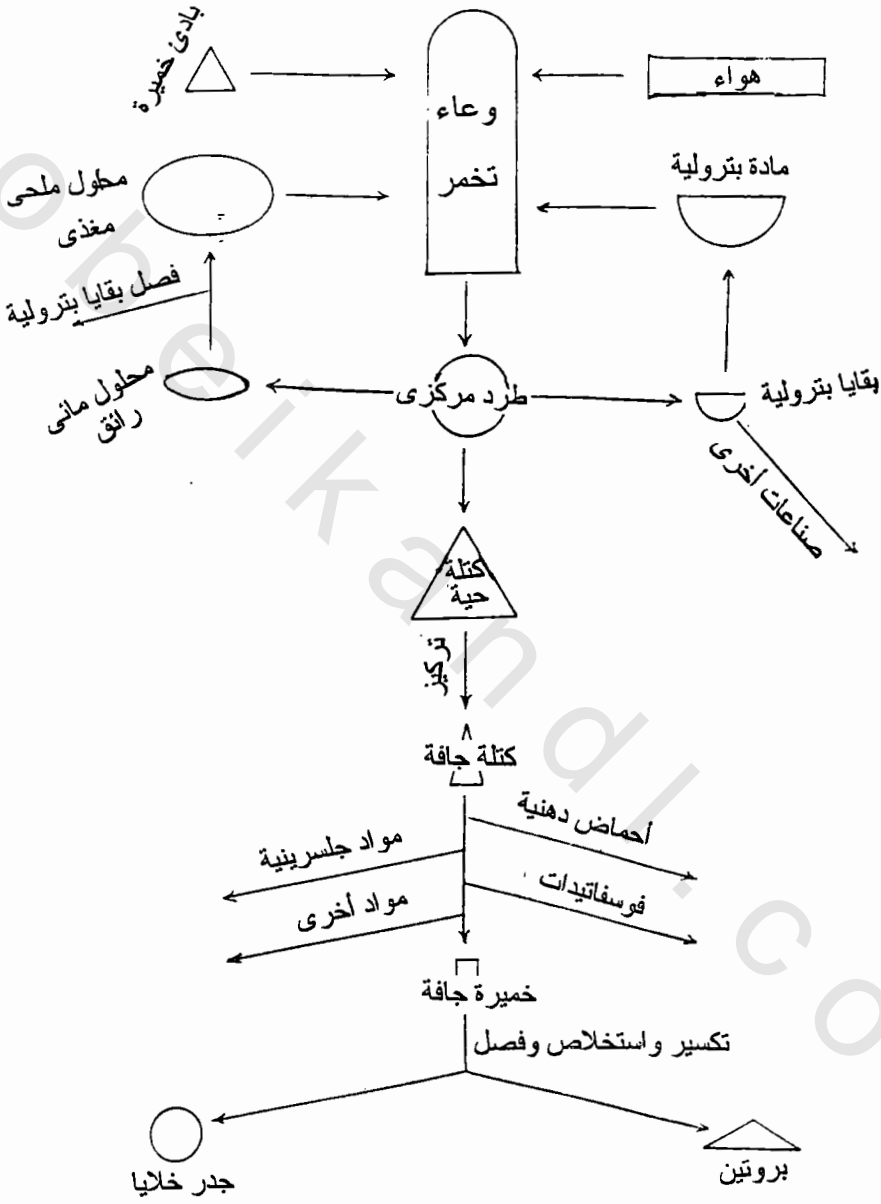 بادئ خميرة
هواء
وعاء
تخمر
مادة بترولية
محلول ملحى
مغذى
فصل بقايا بترولية
محلول مائى
رائق
طرد مركزى
بقايا بترولية
صناعات أخرى
كتلة
حية
تركيز
كتلة جافة
أحماض دهنية
مواد جلسرينية
فوسفاتيدات
مواد أخرى
خميرة جافة
تكسير واستخلاص وفصل
بروتين
جدر خلايا
obeikandl.co